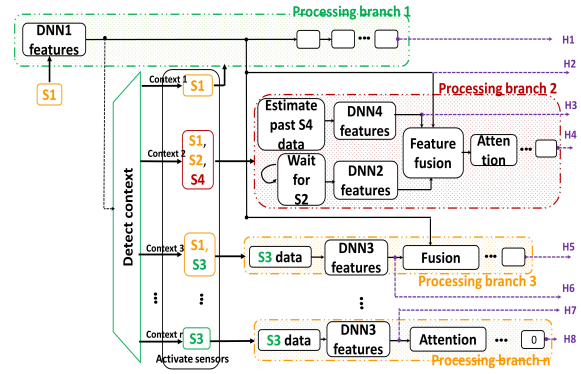 Processing branch 1
DNN1
features
H1
H2
S1
Context 1
S1
Processing branch 2
Estimate
past S4
data
DNN4
features
H3
Context 2
S1,
S2,
S4
Wait
for
S2
DNN2
features
Feature
fusion
Atten
tion
H4
Detect context
Context 3
S1,
S3
S3 data
DNN3
features
Fusion
H5
Processing branch 3
H6
H7
Context n
S3
S3 data
DNN3
features
Attention
0
H8
Activate sensors
Processing branch n